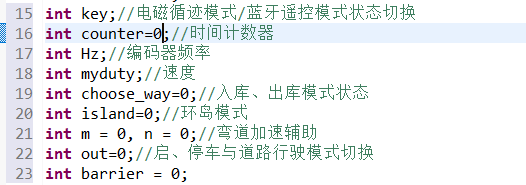 15 int key;//电磁循迹模式/蓝牙遥控模式状态切换
16 int counter=0;//时间计数器
17 int Hz;//编码器频率
18 int myduty;//速度
19 int choose_way=0;//入库、出库模式状态
20 int island=0;//环岛模式
21 int m = 0, n = 0;//弯道加速辅助
22 int out=0;//启、停车与道路行驶模式切换
23 int barrier = 0;